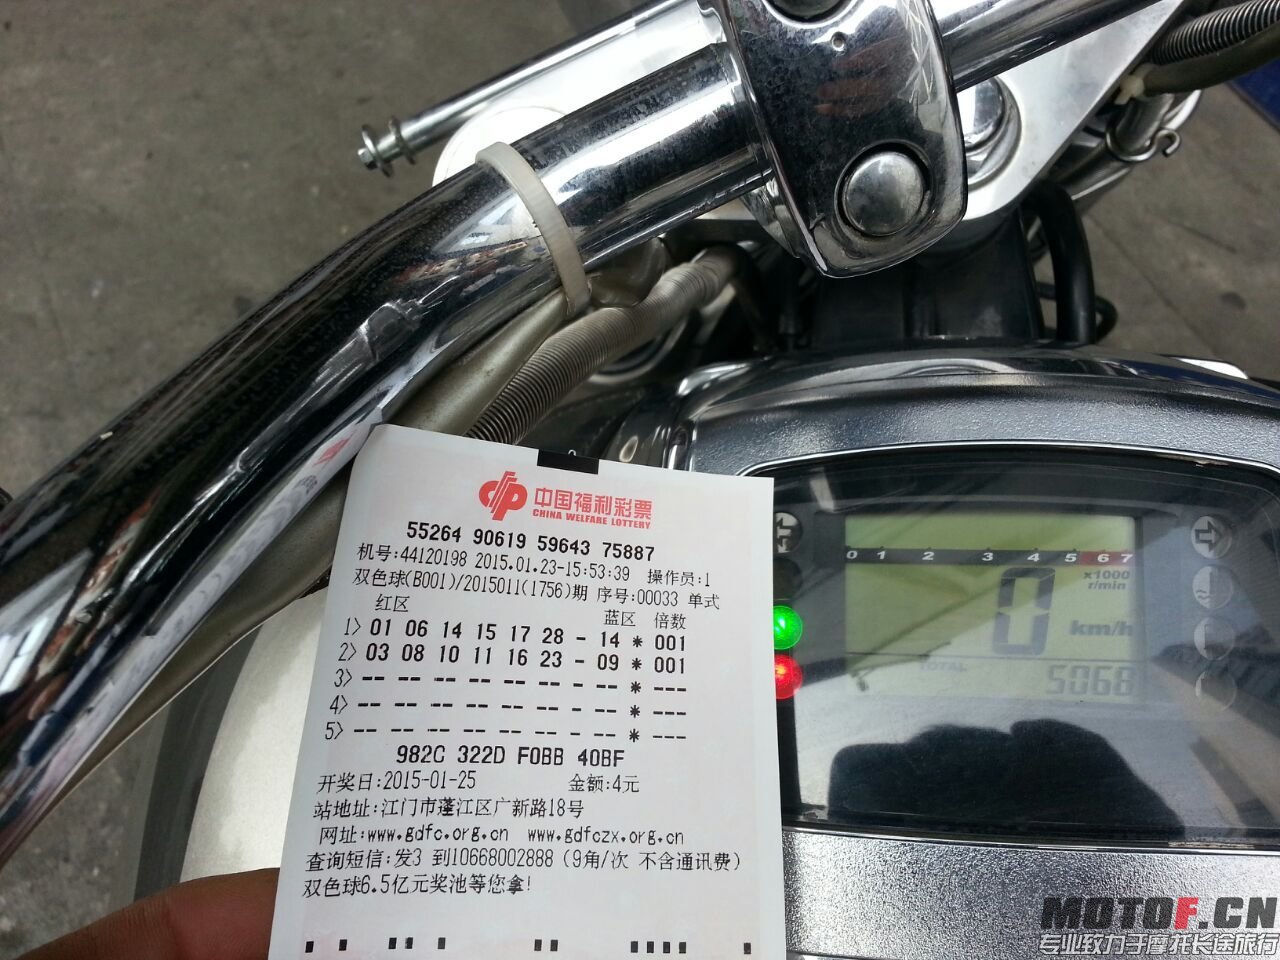 中国福利彩票
CHINA WELFARE LOTTERY
55264 90619 59643 75887
机号:44120198 2015.01.23-15:53:39 操作员:1
双色球(B001)/2015011(1756)期 序号:00033 单式
红区 蓝区 倍数
1> 01 06 14 15 17 28 - 14 * 001
2> 03 08 10 11 16 23 - 09 * 001
3> -- -- -- -- -- -- - -- * ---
4> -- -- -- -- -- -- - -- * ---
5> -- -- -- -- -- -- - -- * ---
982C 322D F0BB 40BF
开奖日:2015-01-25 金额:4元
站地址:江门市蓬江区广新路18号
网址:www.gdfc.org.cn www.gdfczx.org.cn
查询短信:发3 到10668002888 (9角/次 不含通讯费)
双色球6.5亿元奖池等您拿!
0 1 2 3 4 5 6 7
x1000
r/min
0 km/h
TOTAL
5068
MOTOF.CN
专业致力于摩托长途旅行